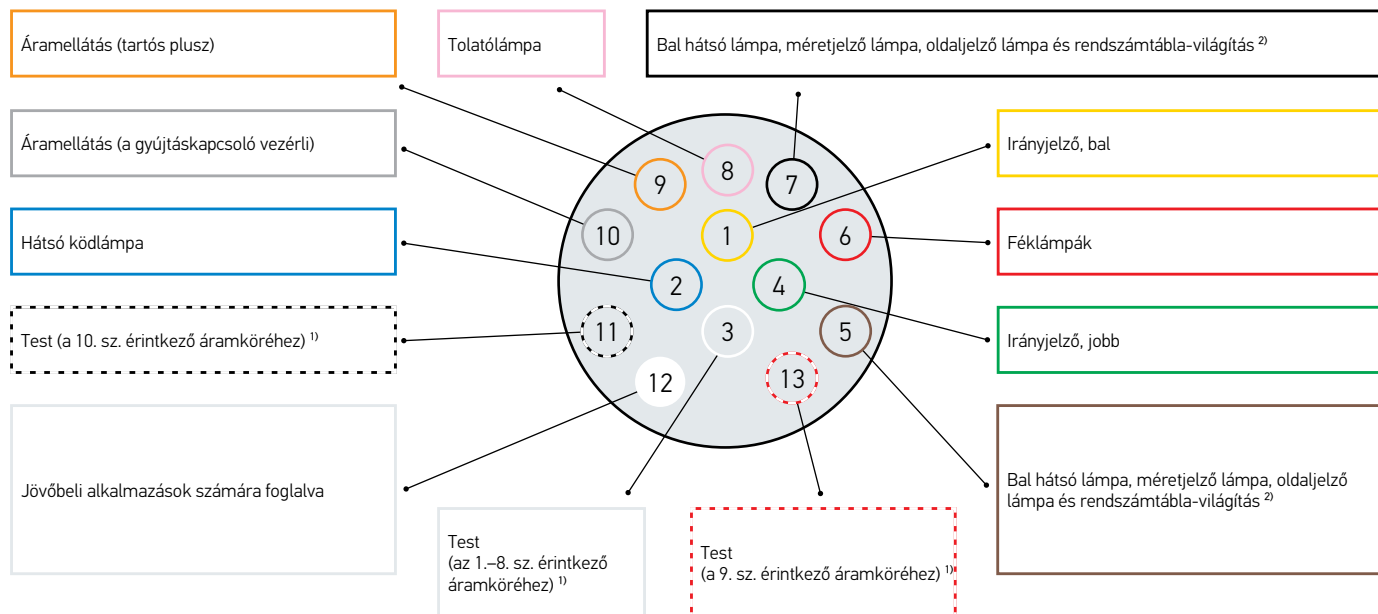 Áramellátás (tartós plusz)
Tolatólámpa
Bal hátsó lámpa, méretjelző lámpa, oldaljelző lámpa és rendszámtábla-világítás ²⁾
Áramellátás (a gyújtáskapcsoló vezérli)
Irányjelző, bal
8
9
7
10
1
6
Hátsó ködlámpa
Féklámpák
2
4
Test (a 10. sz. érintkező áramköréhez) ¹⁾
11
3
5
Irányjelző, jobb
12
13
Jövőbeli alkalmazások számára foglalva
Bal hátsó lámpa, méretjelző lámpa, oldaljelző
lámpa és rendszámtábla-világítás ²⁾
Test
(az 1.–8. sz. érintkező
áramköréhez) ¹⁾
Test
(a 9. sz. érintkező áramköréhez) ¹⁾